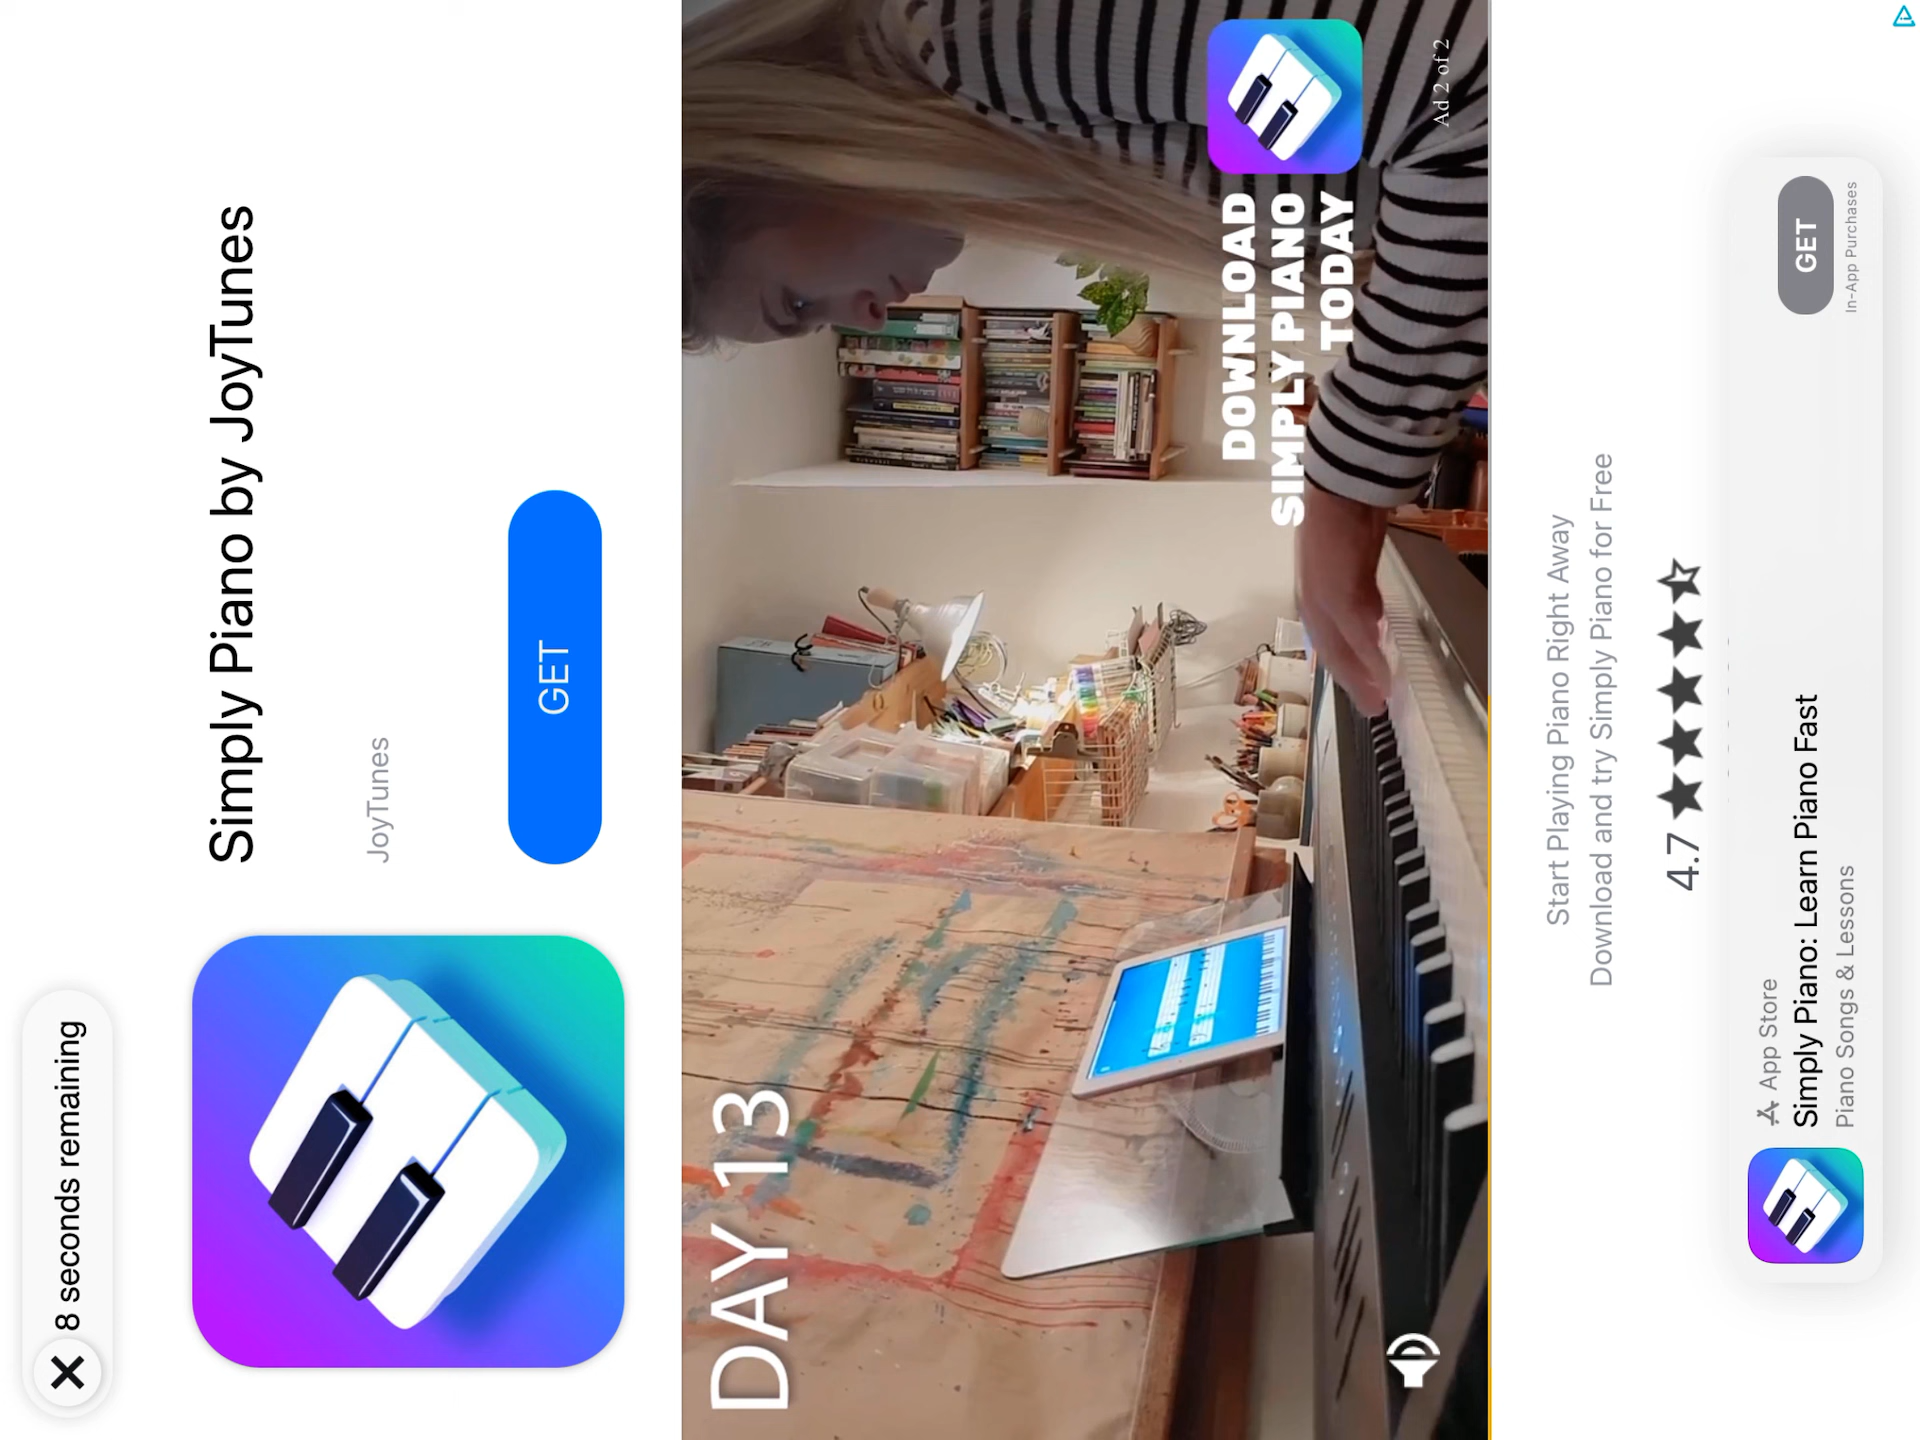 8 seconds remaining
Simply Piano by JoyTunes
JoyTunes
GET
DAY 13
DOWNLOAD
SIMPLY PIANO
TODAY
Ad 2 of 2
Start Playing Piano Right Away
Download and try Simply Piano for Free
4.7
App Store
Simply Piano: Learn Piano Fast
Piano Songs & Lessons
GET
In-App Purchases